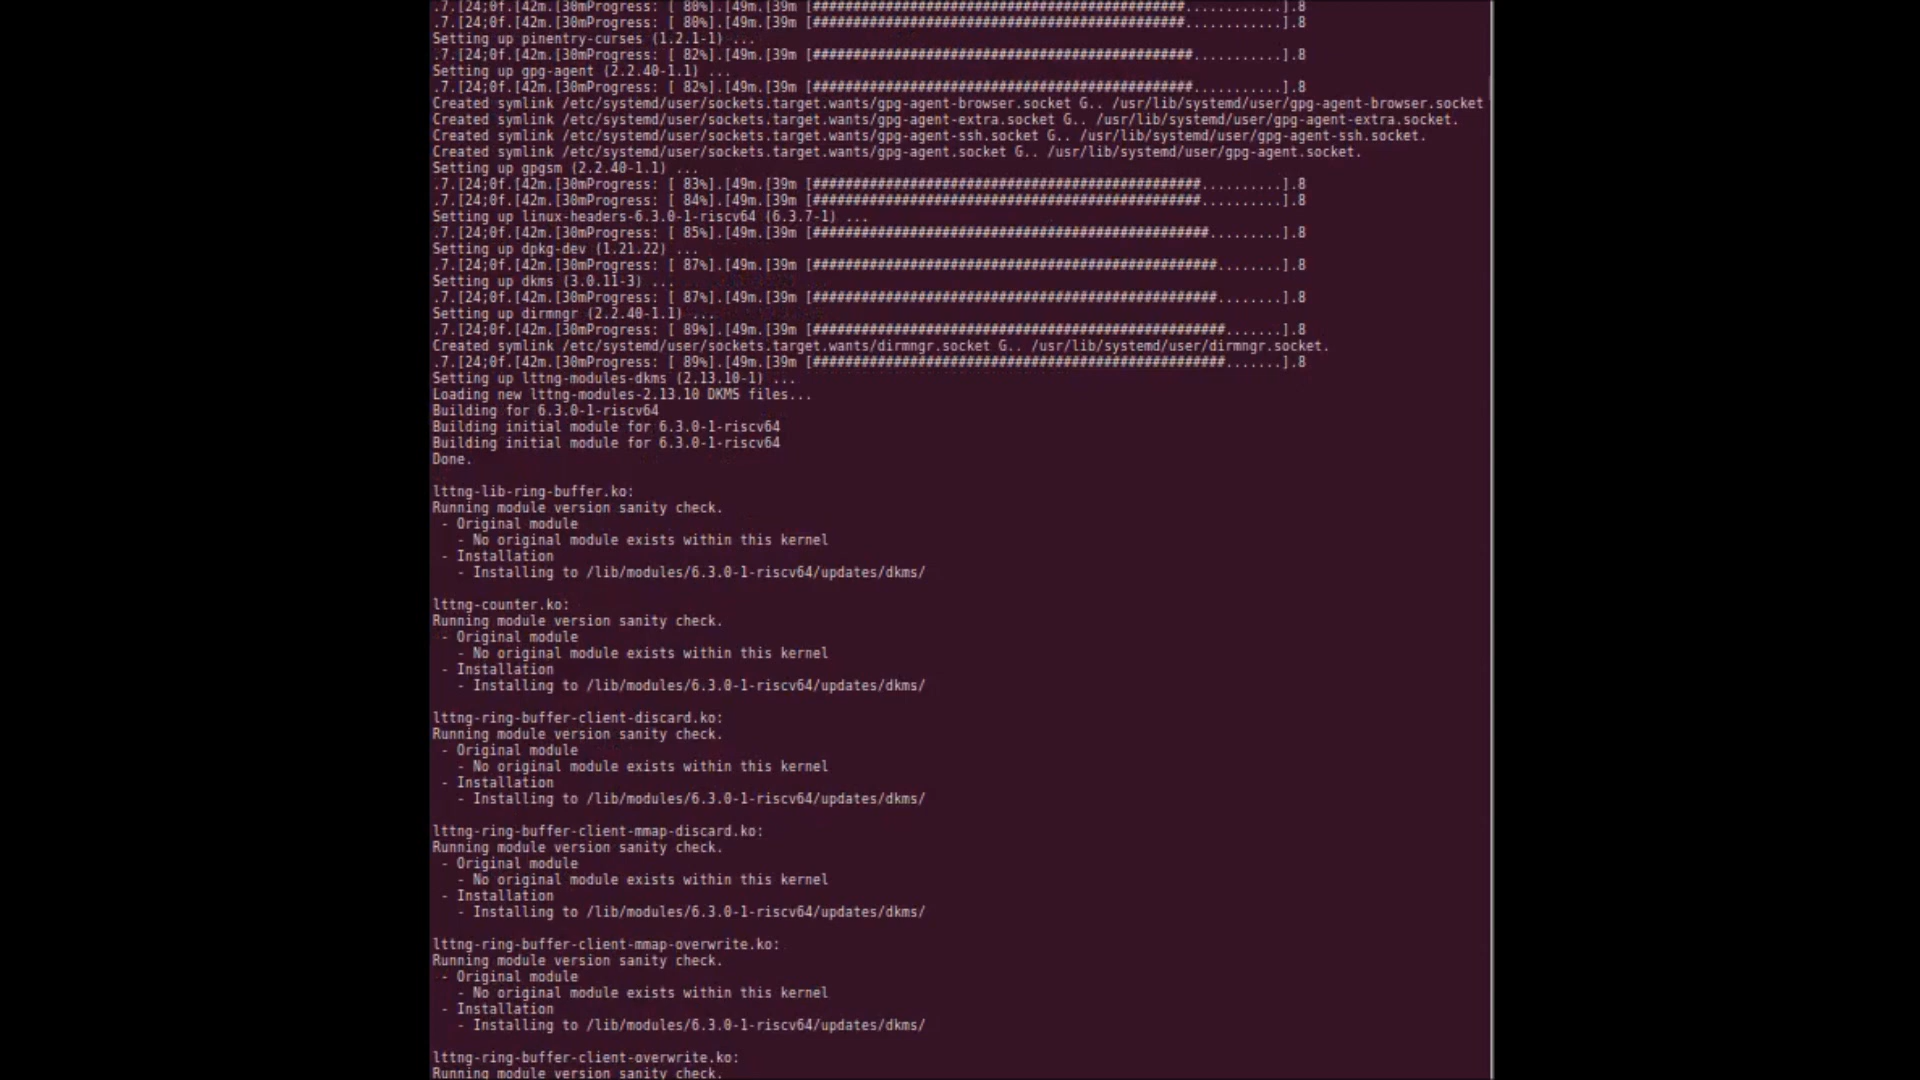 .7.[24;0f.[42m.[30mProgress: [ 80%].[49m.[39m [##############################################............].8
.7.[24;0f.[42m.[30mProgress: [ 80%].[49m.[39m [##############################################............].8
Setting up pinentry-curses (1.2.1-1) ...
.7.[24;0f.[42m.[30mProgress: [ 82%].[49m.[39m [###############################################...........].8
Setting up gpg-agent (2.2.40-1.1) ...
.7.[24;0f.[42m.[30mProgress: [ 82%].[49m.[39m [###############################################...........].8
Created symlink /etc/systemd/user/sockets.target.wants/gpg-agent-browser.socket G.. /usr/lib/systemd/user/gpg-agent-browser.socket
Created symlink /etc/systemd/user/sockets.target.wants/gpg-agent-extra.socket G.. /usr/lib/systemd/user/gpg-agent-extra.socket.
Created symlink /etc/systemd/user/sockets.target.wants/gpg-agent-ssh.socket G.. /usr/lib/systemd/user/gpg-agent-ssh.socket.
Created symlink /etc/systemd/user/sockets.target.wants/gpg-agent.socket G.. /usr/lib/systemd/user/gpg-agent.socket.
Setting up gpgsm (2.2.40-1.1) ...
.7.[24;0f.[42m.[30mProgress: [ 83%].[49m.[39m [################################################..........].8
.7.[24;0f.[42m.[30mProgress: [ 84%].[49m.[39m [################################################..........].8
Setting up linux-headers-6.3.0-1-riscv64 (6.3.7-1) ...
.7.[24;0f.[42m.[30mProgress: [ 85%].[49m.[39m [#################################################.........].8
Setting up dpkg-dev (1.21.22) ...
.7.[24;0f.[42m.[30mProgress: [ 87%].[49m.[39m [##################################################........].8
Setting up dkms (3.0.11-3) ...
.7.[24;0f.[42m.[30mProgress: [ 87%].[49m.[39m [##################################################........].8
Setting up dirmngr (2.2.40-1.1) ...
.7.[24;0f.[42m.[30mProgress: [ 89%].[49m.[39m [###################################################.......].8
Created symlink /etc/systemd/user/sockets.target.wants/dirmngr.socket G.. /usr/lib/systemd/user/dirmngr.socket.
.7.[24;0f.[42m.[30mProgress: [ 89%].[49m.[39m [###################################################.......].8
Setting up lttng-modules-dkms (2.13.10-1) ...
Loading new lttng-modules-2.13.10 DKMS files...
Building for 6.3.0-1-riscv64
Building initial module for 6.3.0-1-riscv64
Building initial module for 6.3.0-1-riscv64
Done.
lttng-lib-ring-buffer.ko:
Running module version sanity check.
- Original module
- No original module exists within this kernel
- Installation
- Installing to /lib/modules/6.3.0-1-riscv64/updates/dkms/
lttng-counter.ko:
Running module version sanity check.
- Original module
- No original module exists within this kernel
- Installation
- Installing to /lib/modules/6.3.0-1-riscv64/updates/dkms/
lttng-ring-buffer-client-discard.ko:
Running module version sanity check.
- Original module
- No original module exists within this kernel
- Installation
- Installing to /lib/modules/6.3.0-1-riscv64/updates/dkms/
lttng-ring-buffer-client-mmap-discard.ko:
Running module version sanity check.
- Original module
- No original module exists within this kernel
- Installation
- Installing to /lib/modules/6.3.0-1-riscv64/updates/dkms/
lttng-ring-buffer-client-mmap-overwrite.ko:
Running module version sanity check.
- Original module
- No original module exists within this kernel
- Installation
- Installing to /lib/modules/6.3.0-1-riscv64/updates/dkms/
lttng-ring-buffer-client-overwrite.ko:
Running module version sanity check.